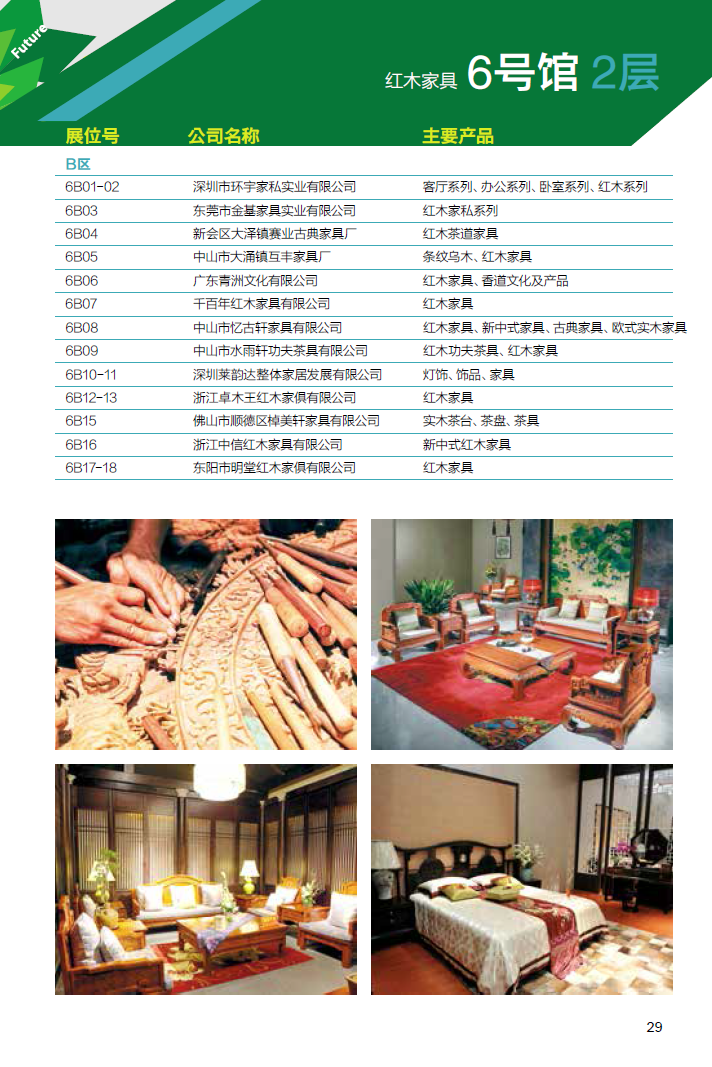 Future
红木家具 6号馆 2层
展位号 公司名称 主要产品
B区
6B01-02 深圳市环宇家私实业有限公司 客厅系列、办公系列、卧室系列、红木系列
6B03 东莞市金基家具实业有限公司 红木家私系列
6B04 新会区大泽镇赛业古典家具厂 红木茶道家具
6B05 中山市大涌镇互丰家具厂 条纹乌木、红木家具
6B06 广东青洲文化有限公司 红木家具、香道文化及产品
6B07 千百年红木家具有限公司 红木家具
6B08 中山市忆古轩家具有限公司 红木家具、新中式家具、古典家具、欧式实木家具
6B09 中山市水雨轩功夫茶具有限公司 红木功夫茶具、红木家具
6B10-11 深圳莱韵达整体家居发展有限公司 灯饰、饰品、家具
6B12-13 浙江卓木王红木家俱有限公司 红木家具
6B15 佛山市顺德区棹美轩家具有限公司 实木茶台、茶盘、茶具
6B16 浙江中信红木家具有限公司 新中式红木家具
6B17-18 东阳市明堂红木家俱有限公司 红木家具
29